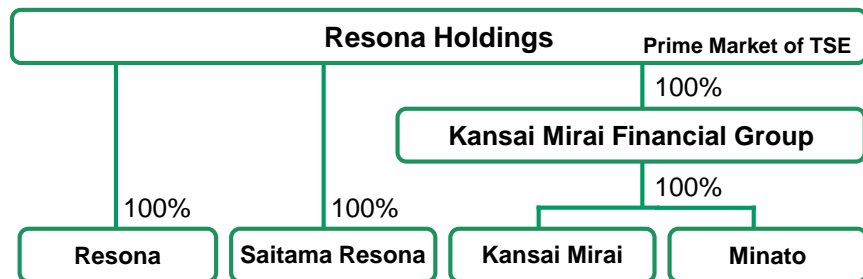 Resona Holdings Prime Market of TSE
100%
Kansai Mirai Financial Group
100%
100% 100%
Resona Saitama Resona Kansai Mirai Minato